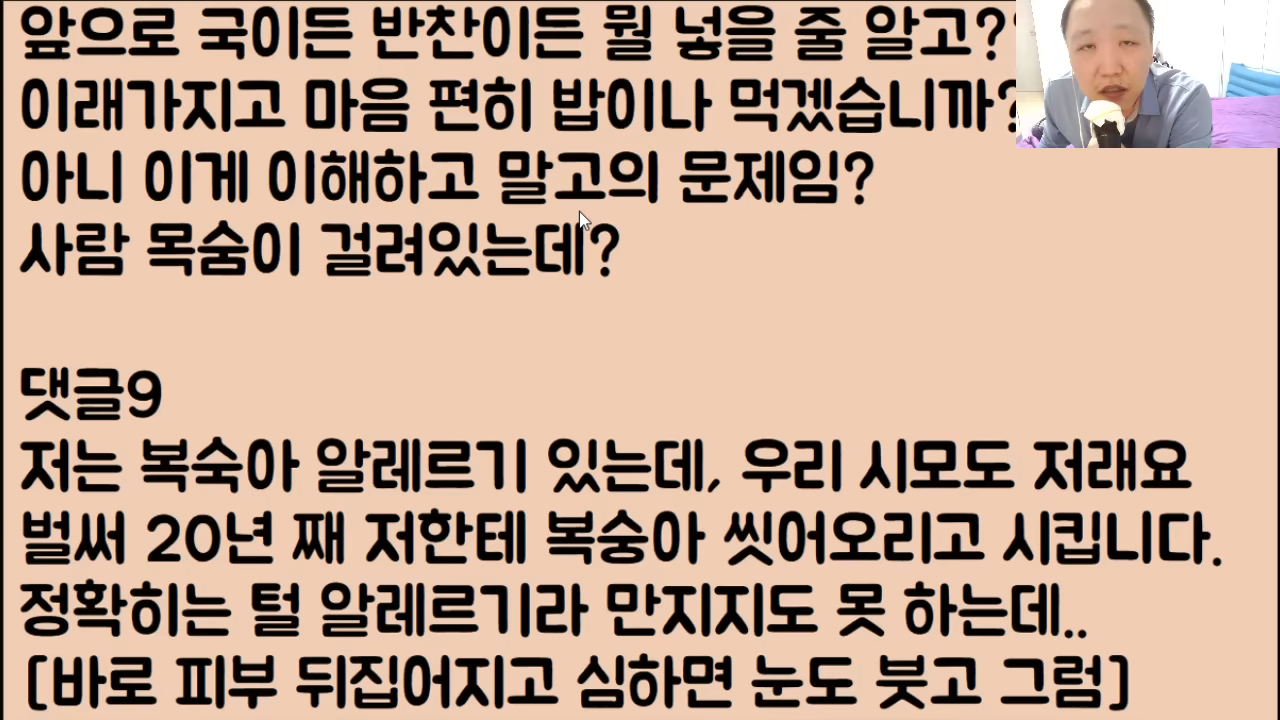 앞으로 국이든 반찬이든 뭘 넣을 줄 알고?
이래가지고 마음 편히 밥이나 먹겠습니까?
아니 이게 이해하고 말고의 문제임?
사람 목숨이 걸려있는데?
댓글9
저는 복숙아 알레르기 있는데, 우리 시모도 저래요
벌써 20년 째 저한테 복숭아 씻어오리고 시킵니다.
정확히는 털 알레르기라 만지지도 못 하는데..
[바로 피부 뒤집어지고 심하면 눈도 붓고 그럼]